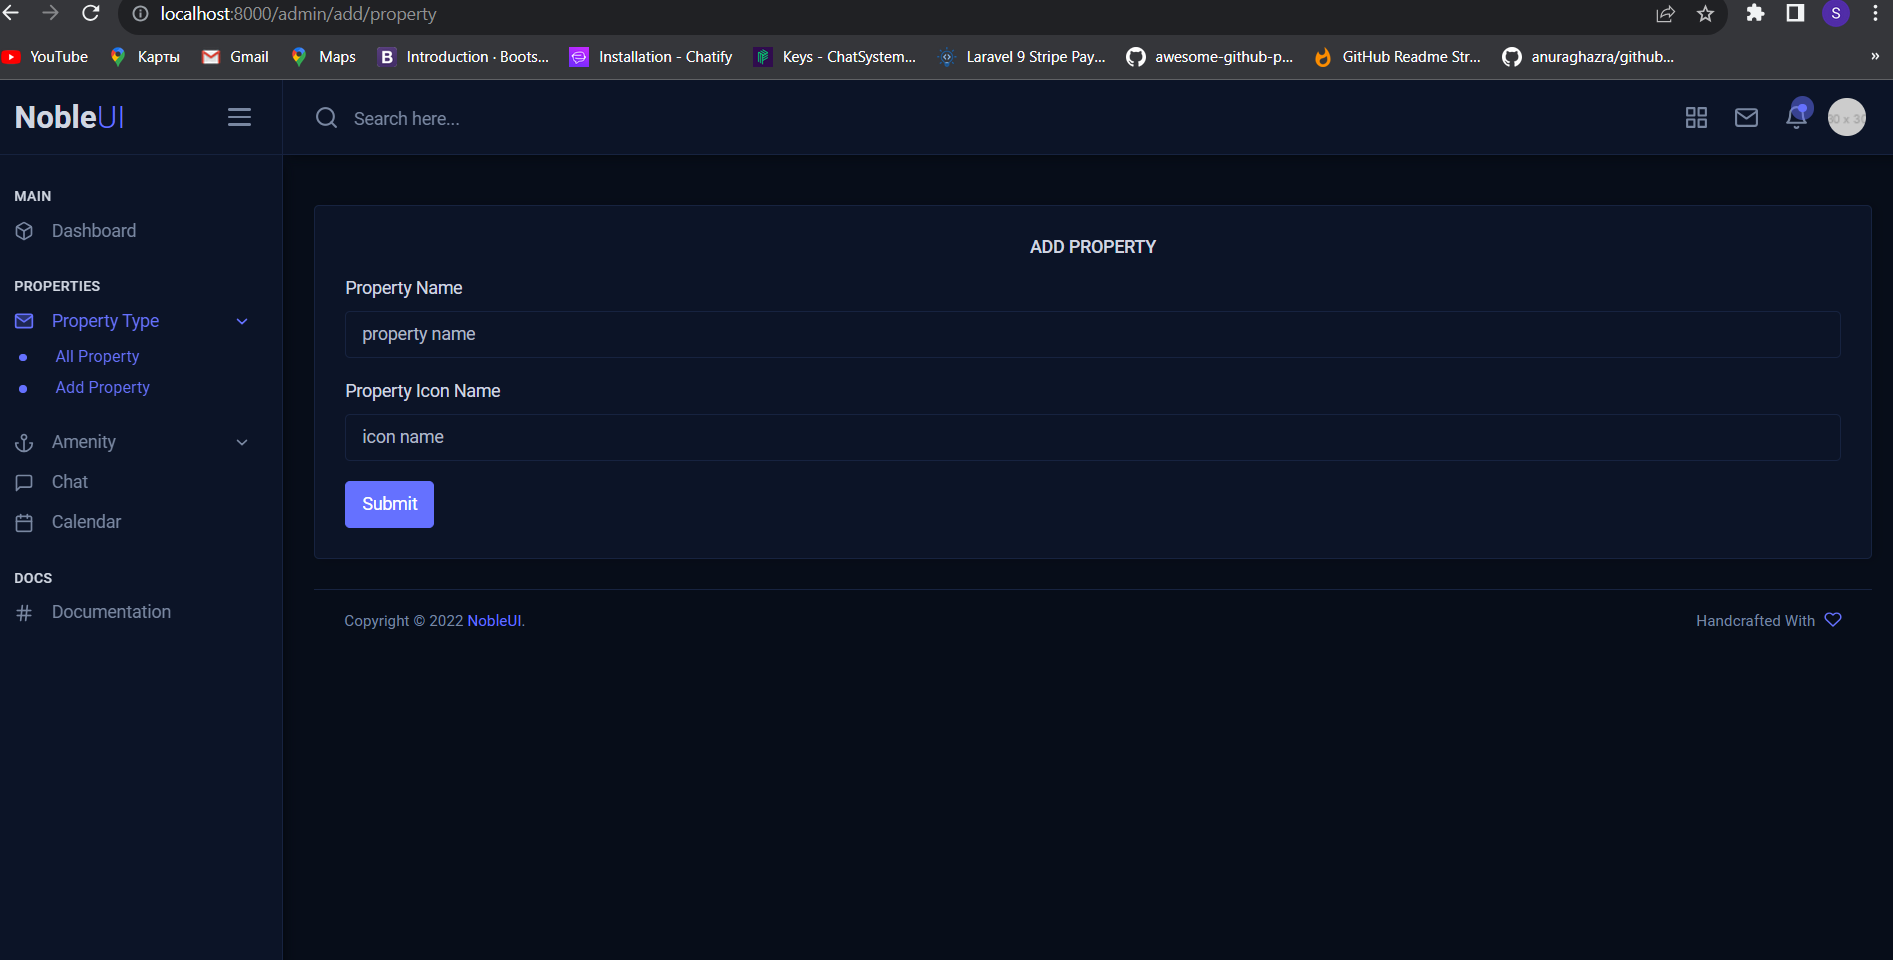 localhost:8000/admin/add/property
S
YouTube Карты Gmail Maps B Introduction · Boots... Installation - Chatify Keys - ChatSystem... Laravel 9 Stripe Pay... awesome-github-p... GitHub Readme Str... anuraghazra/github... »
NobleUI
Search here...
30 x 30
MAIN
Dashboard
PROPERTIES
Property Type
All Property
Add Property
Amenity
Chat
Calendar
DOCS
Documentation
ADD PROPERTY
Property Name
property name
Property Icon Name
icon name
Submit
Copyright © 2022 NobleUI.
Handcrafted With